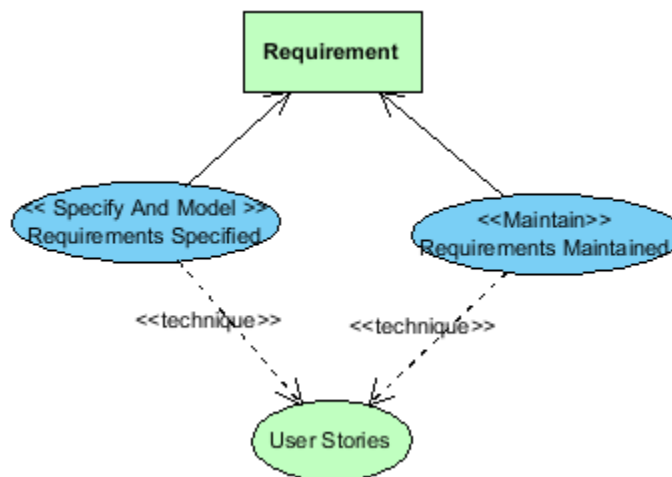 Requirement
<< Specify And Model >>
Requirements Specified
<<Maintain>>
Requirements Maintained
<<technique>>
<<technique>>
User Stories